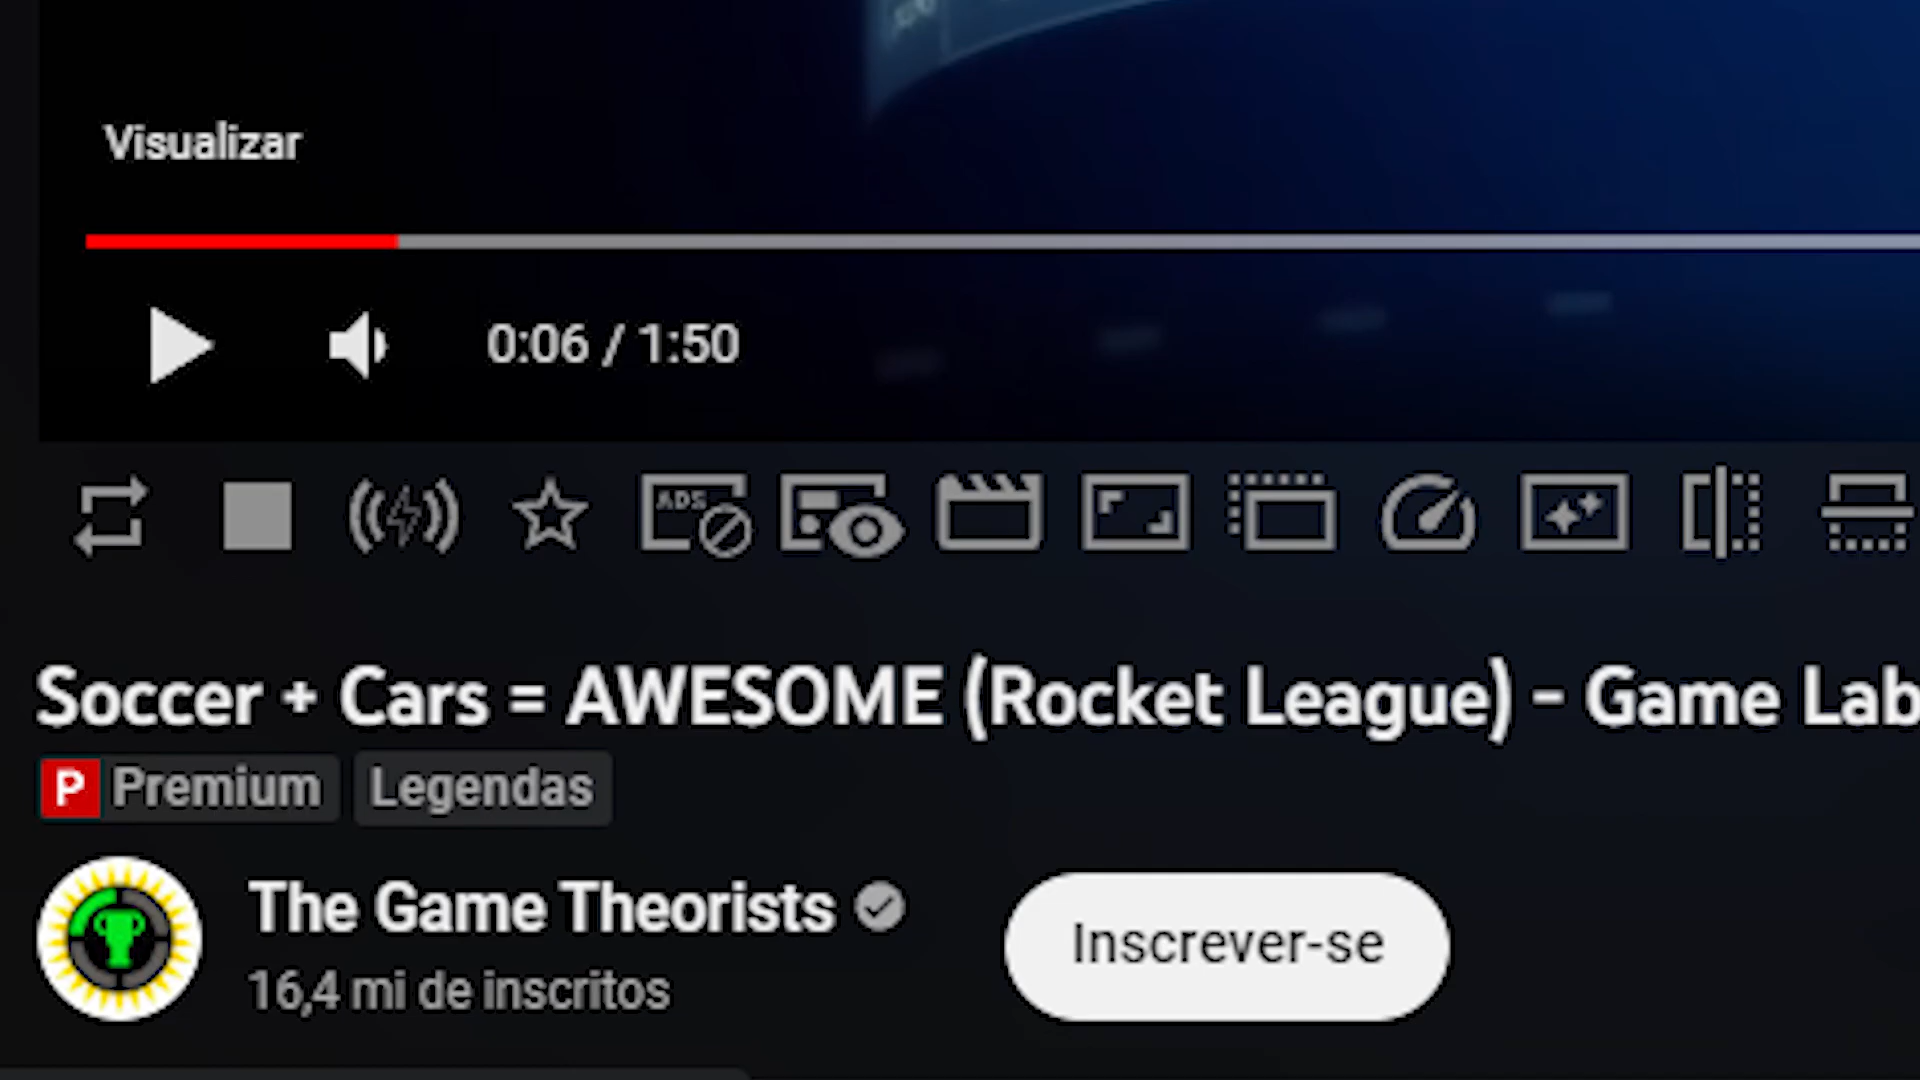 Visualizar
0:06 / 1:50
ADS
Soccer + Cars = AWESOME (Rocket League) - Game Lab
P Premium Legendas
The Game Theorists
16,4 mi de inscritos
Inscrever-se